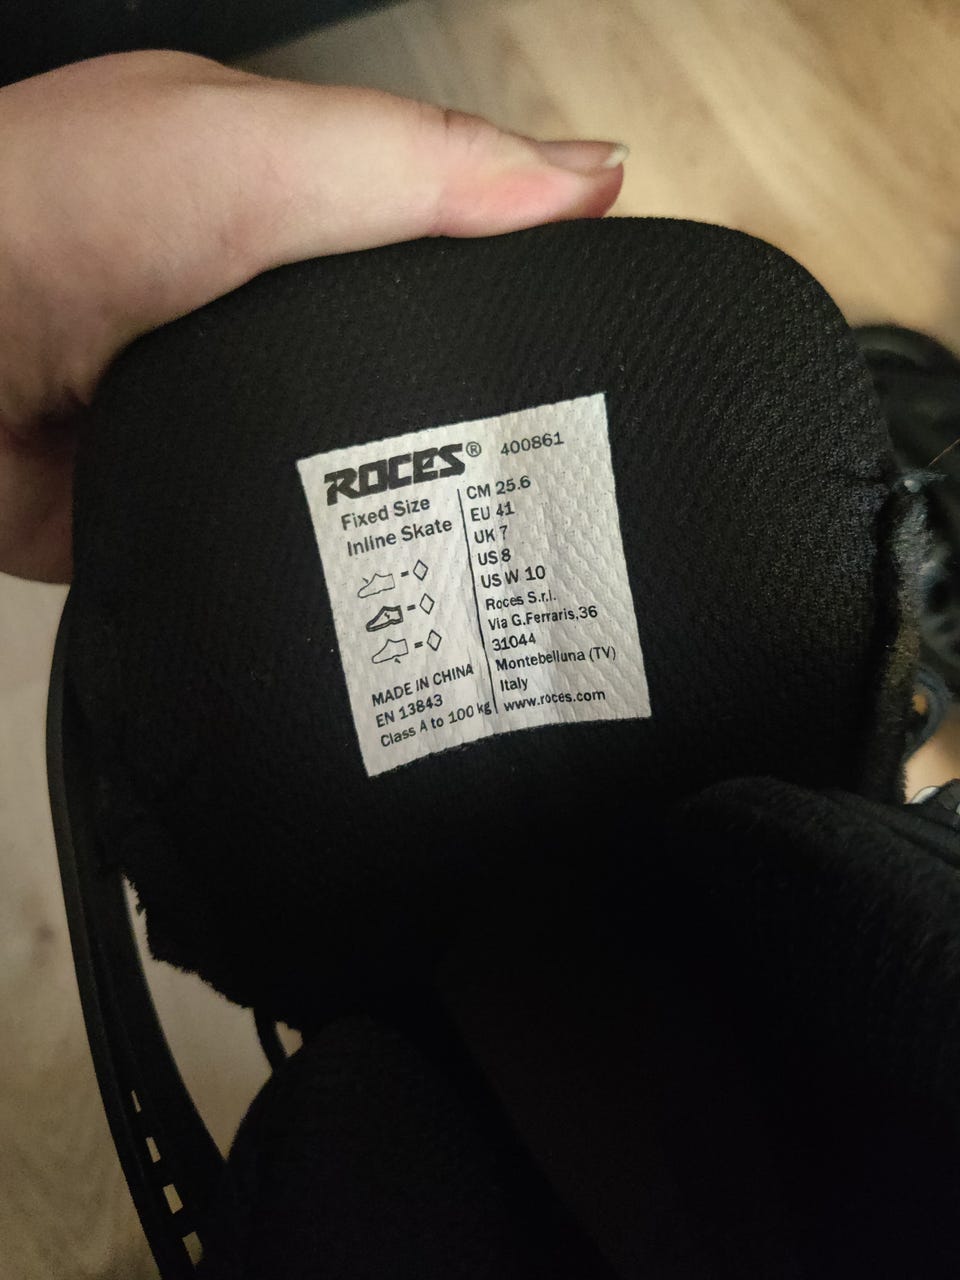 ROCES® 400861
Fixed Size
Inline Skate
MADE IN CHINA
EN 13843
Class A to 100 kg
CM 25.6
EU 41
UK 7
US 8
US W 10
Roces S.r.l.
Via G.Ferraris,36
31044
Montebelluna (TV)
Italy
www.roces.com